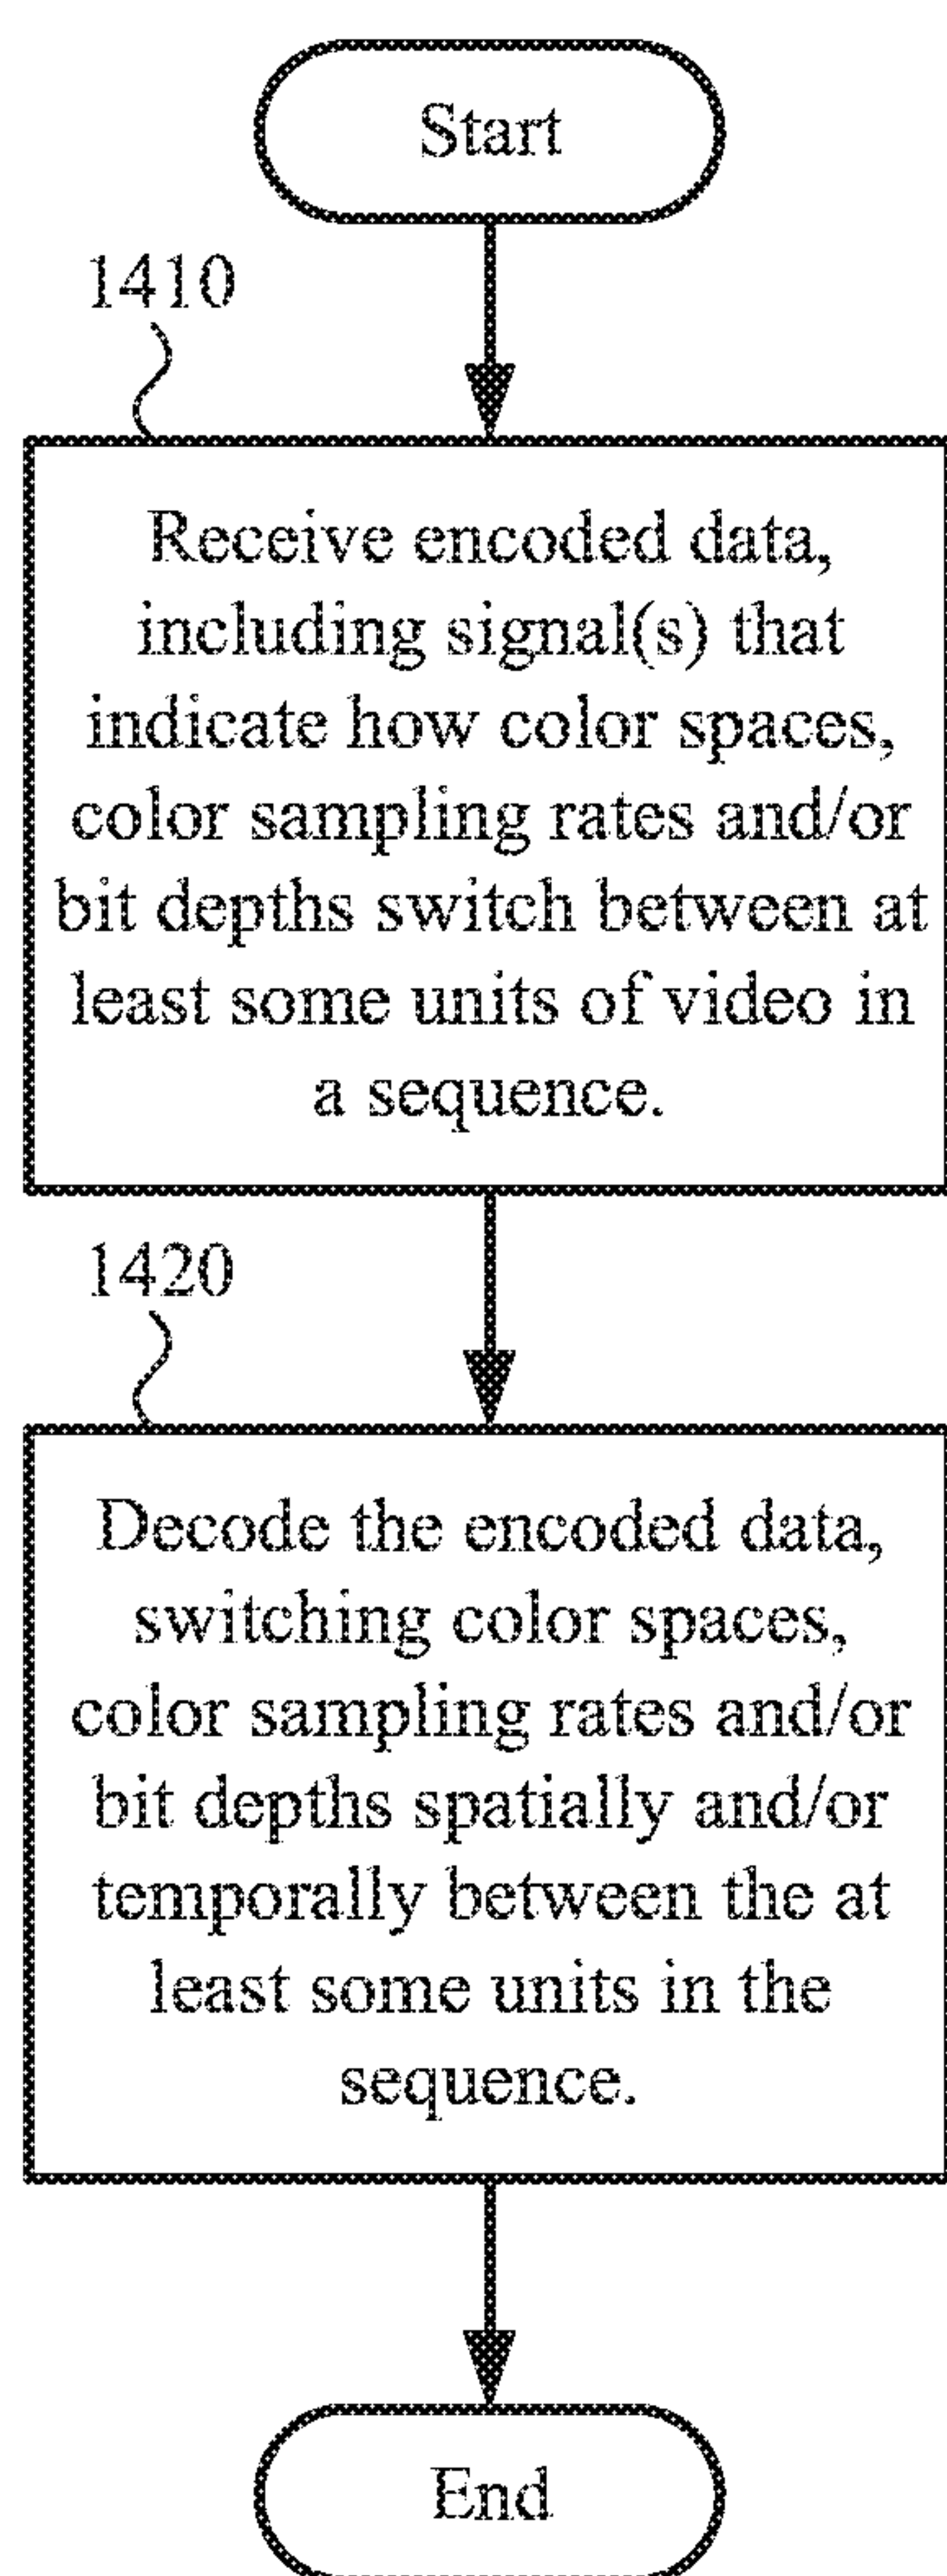 Start
1410
Receive encoded data,
including signal(s) that
indicate how color spaces,
color sampling rates and/or
bit depths switch between at
least some units of video in
a sequence.
1420
Decode the encoded data,
switching color spaces,
color sampling rates and/or
bit depths spatially and/or
temporally between the at
least some units in the
sequence.
End